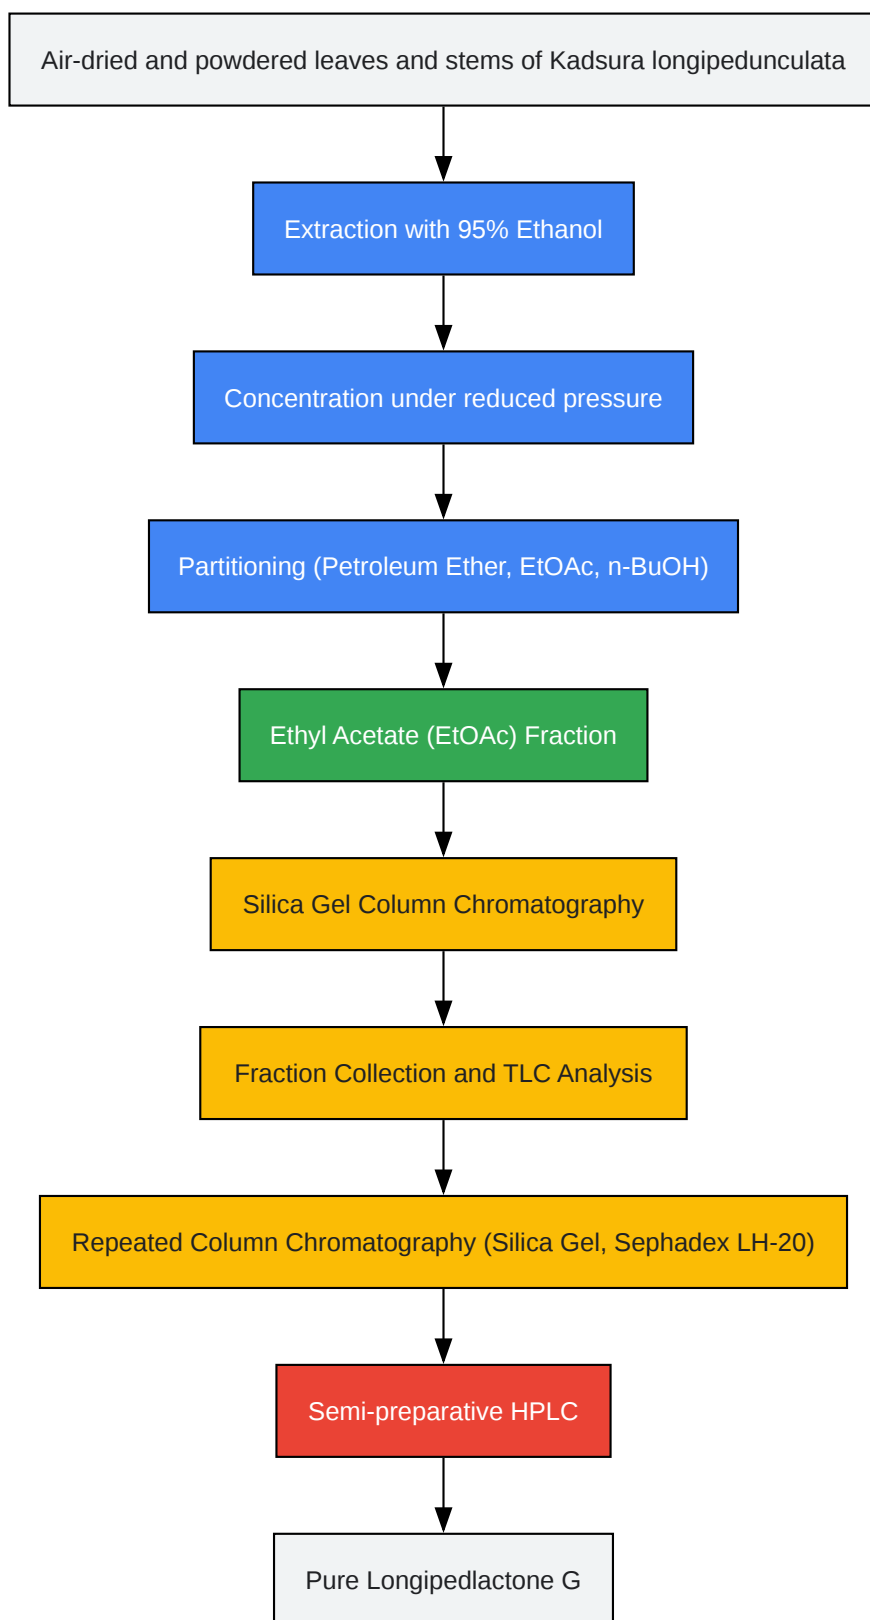 Air-dried and powdered leaves and stems of Kadsura longipedunculata
Extraction with 95% Ethanol
Concentration under reduced pressure
Partitioning (Petroleum Ether, EtOAc, n-BuOH)
Ethyl Acetate (EtOAc) Fraction
Silica Gel Column Chromatography
Fraction Collection and TLC Analysis
Repeated Column Chromatography (Silica Gel, Sephadex LH-20)
Semi-preparative HPLC
Pure Longipedlactone G